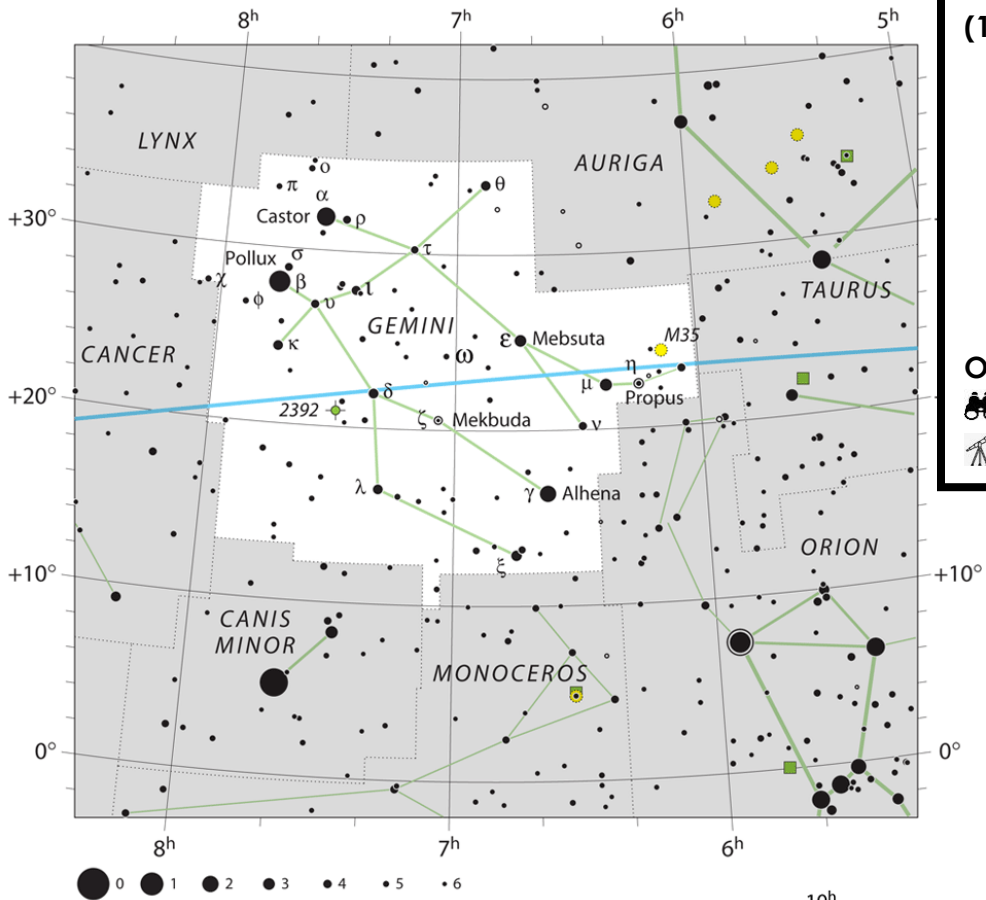 8h 7h 6h 5h
(1
LYNX
AURIGA
ο
π
α
θ
Castor
ρ
+30°
τ
Pollux
σ
χ
β
ι
φ
υ
TAURUS
GEMINI
κ
ω
ε
Mebsuta
M35
CANCER
η
μ
Propus
+20°
δ
2392
ζ
Mekbuda
ν
λ
γ
Alhena
ORION
ξ
+10°
+10°
CANIS
MINOR
MONOCEROS
0°
0°
8h 7h 6h
0 1 2 3 4 5 6